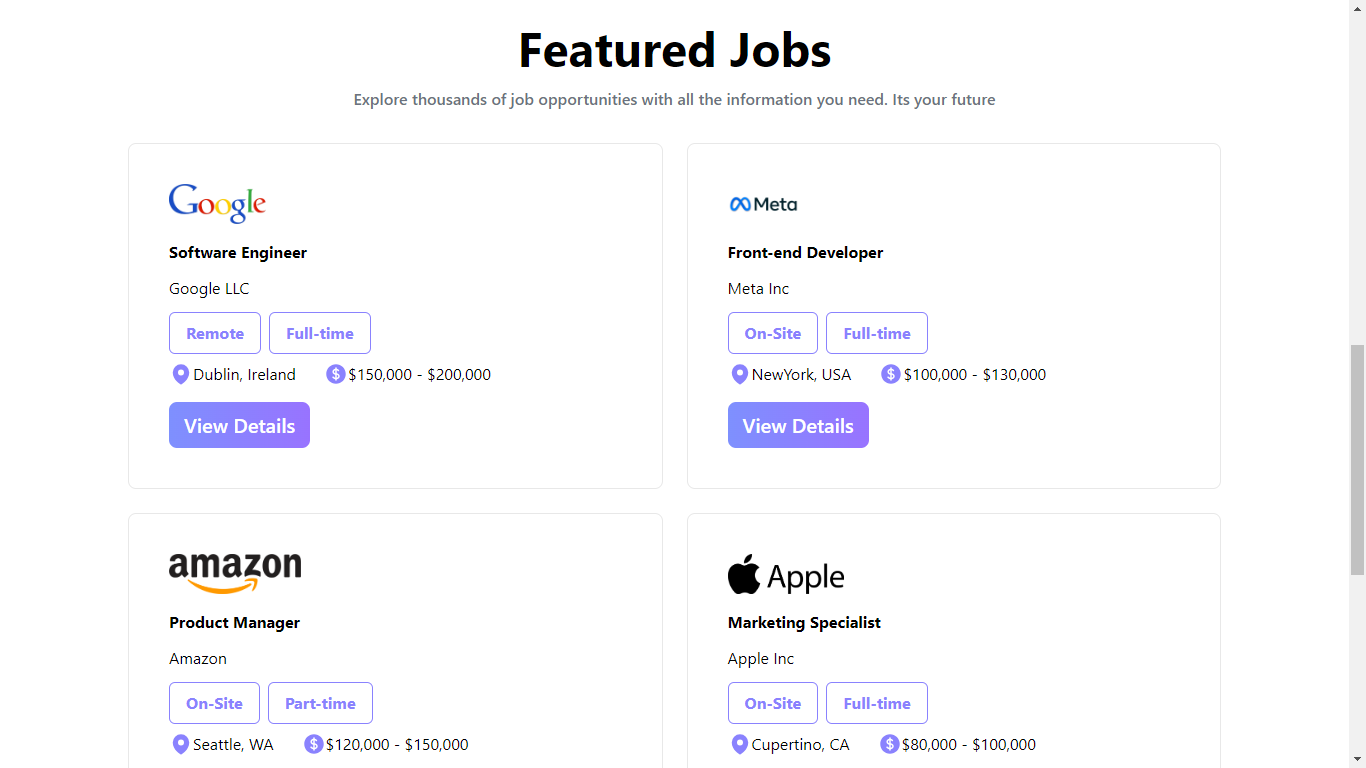 Featured Jobs
Explore thousands of job opportunities with all the information you need. Its your future
Google
Software Engineer
Google LLC
Remote
Full-time
Dublin, Ireland
$ $150,000 - $200,000
View Details
Meta
Front-end Developer
Meta Inc
On-Site
Full-time
NewYork, USA
$ $100,000 - $130,000
View Details
amazon
Product Manager
Amazon
On-Site
Part-time
Seattle, WA
$ $120,000 - $150,000
Apple
Marketing Specialist
Apple Inc
On-Site
Full-time
Cupertino, CA
$ $80,000 - $100,000